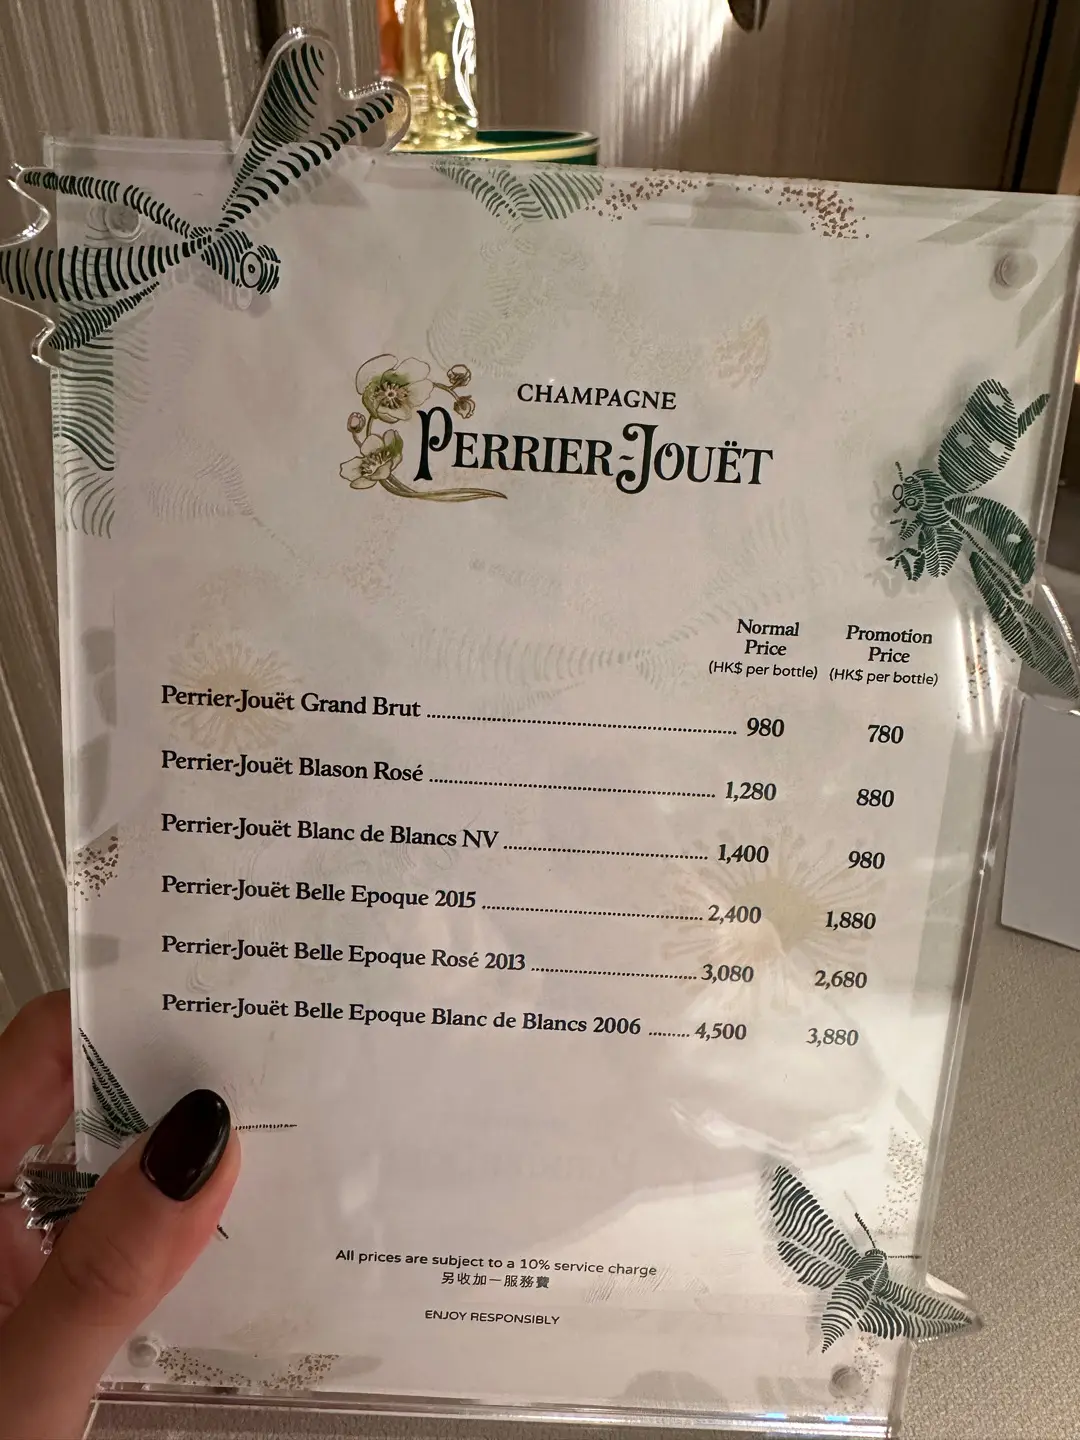 CHAMPAGNE
PERRIER-JOUËT
Normal Price (HK$ per bottle)
Promotion Price (HK$ per bottle)
Perrier-Jouët Grand Brut ........ 980 780
Perrier-Jouët Blason Rosé ........ 1,280 880
Perrier-Jouët Blanc de Blancs NV ........ 1,400 980
Perrier-Jouët Belle Epoque 2015 ........ 2,400 1,880
Perrier-Jouët Belle Epoque Rosé 2013 ........ 3,080 2,680
Perrier-Jouët Belle Epoque Blanc de Blancs 2006 ........ 4,500 3,880
All prices are subject to a 10% service charge
另收加一服務費
ENJOY RESPONSIBLY